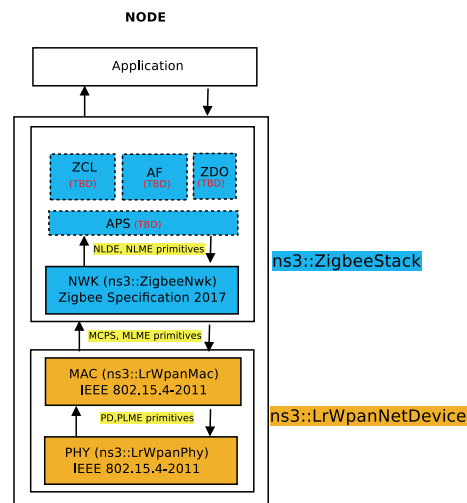 NODE
Application
ZCL
(TBD)
AF
(TBD)
ZDO
(TBD)
APS (TBD)
NLDE, NLME primitives
NWK (ns3::ZigbeeNwk)
Zigbee Specification 2017
ns3::ZigbeeStack
MCPS, MLME primitives
MAC (ns3::LrWpanMac)
IEEE 802.15.4-2011
PD,PLME primitives
ns3::LrWpanNetDevice
PHY (ns3::LrWpanPhy)
IEEE 802.15.4-2011